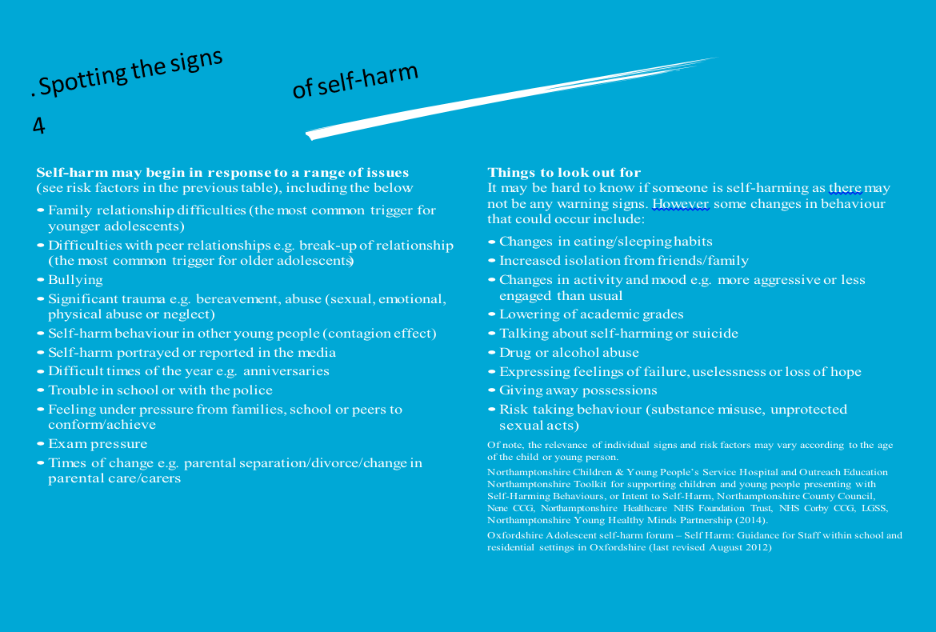 . Spotting the signs
of self-harm
4
Self-harm may begin in response to a range of issues
(see risk factors in the previous table), including the below
• Family relationship difficulties (the most common trigger for
younger adolescents)
• Difficulties with peer relationships e.g. break-up of relationship
(the most common trigger for older adolescents)
• Bullying
• Significant trauma e.g. bereavement, abuse (sexual, emotional,
physical abuse or neglect)
• Self-harm behaviour in other young people (contagion effect)
• Self-harm portrayed or reported in the media
• Difficult times of the year e.g. anniversaries
• Trouble in school or with the police
• Feeling under pressure from families, school or peers to
conform/achieve
• Exam pressure
• Times of change e.g. parental separation/divorce/change in
parental care/carers
Things to look out for
It may be hard to know if someone is self-harming as there may
not be any warning signs. However some changes in behaviour
that could occur include:
• Changes in eating/sleeping habits
• Increased isolation from friends/family
• Changes in activity and mood e.g. more aggressive or less
engaged than usual
• Lowering of academic grades
• Talking about self-harming or suicide
• Drug or alcohol abuse
• Expressing feelings of failure, uselessness or loss of hope
• Giving away possessions
• Risk taking behaviour (substance misuse, unprotected
sexual acts)
Of note, the relevance of individual signs and risk factors may vary according to the age
of the child or young person.
Northamptonshire Children & Young People's Service Hospital and Outreach Education
Northamptonshire Toolkit for supporting children and young people presenting with
Self-Harming Behaviours, or Intent to Self-Harm, Northamptonshire County Council,
Nene CCG, Northamptonshire Healthcare NHS Foundation Trust, NHS Corby CCG, LGSS,
Northamptonshire Young Healthy Minds Partnership (2014).
Oxfordshire Adolescent self-harm forum – Self Harm: Guidance for Staff within school and
residential settings in Oxfordshire (last revised August 2012)